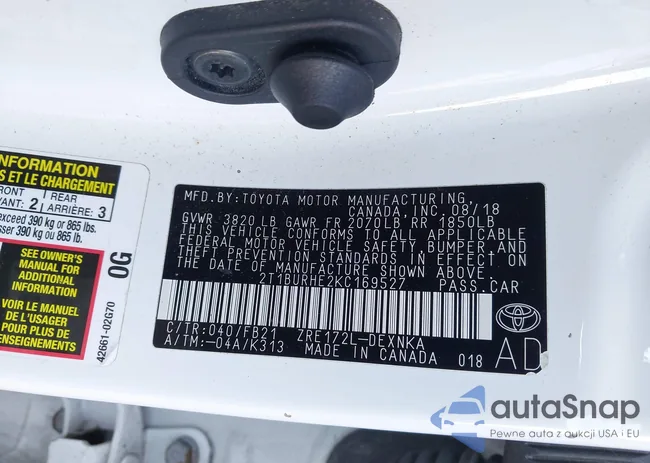 INFORMATION
S ET LE CHARGEMENT
FRONT
VANT: 2
REAR
ARRIÈRE: 3
exceed 390 kg or 865 lbs.
sser 390 kg ou 865 lb.
SEE OWNER'S
MANUAL FOR
ADDITIONAL
INFORMATION
VOIR LE MANUEL
DE L'USAGER
POUR PLUS DE
RENSEIGNEMENTS
0G
42661-02G70
MFD.BY:TOYOTA MOTOR MANUFACTURING,
CANADA, INC. 08/18
GVWR 3820 LB GAWR FR 2070LB RR 1850LB
THIS VEHICLE CONFORMS TO ALL APPLICABLE
FEDERAL MOTOR VEHICLE SAFETY, BUMPER, AND
THEFT PREVENTION STANDARDS IN EFFECT ON
THE DATE OF MANUFACTURE SHOWN ABOVE.
2T1BURHE2KC169527 PASS.CAR
C/TR:040/FB21 ZRE172L-DEXNKA
A/TM:-04A/K313 MADE IN CANADA 018
AD
TOYOTA
autaSnap
Pewne auta z aukcji USA i EU